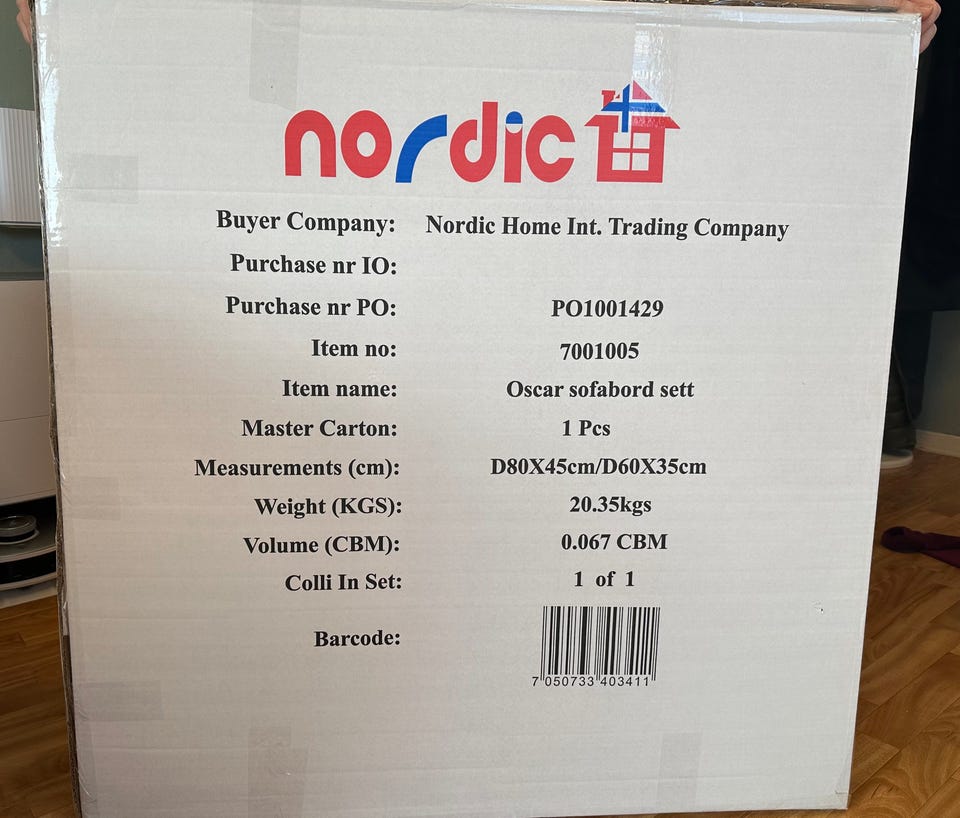 nordic
Buyer Company: Nordic Home Int. Trading Company
Purchase nr IO:
Purchase nr PO: PO1001429
Item no: 7001005
Item name: Oscar sofabord sett
Master Carton: 1 Pcs
Measurements (cm): D80X45cm/D60X35cm
Weight (KGS): 20.35kgs
Volume (CBM): 0.067 CBM
Colli In Set: 1 of 1
Barcode:
7 050733 403411